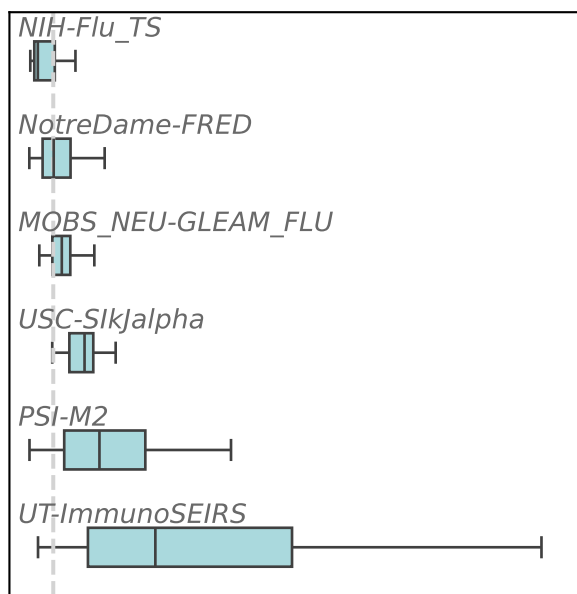 NIH-Flu_TS
NotreDame-FRED
MOBS_NEU-GLEAM_FLU
USC-SIkJalpha
PSI-M2
UT-ImmunoSEIRS